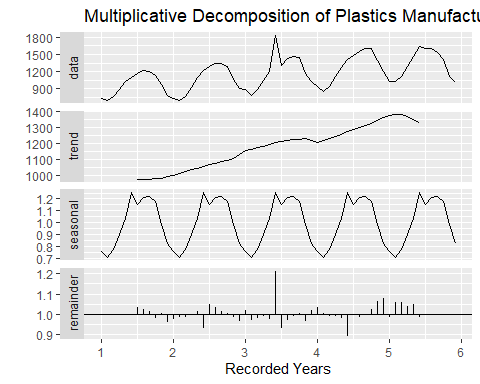 Multiplicative Decomposition of Plastics Manufactu
data
1800
1500
1200
900
trend
1400
1300
1200
1100
1000
seasonal
1.2
1.1
1.0
0.9
0.8
0.7
remainder
1.2
1.1
1.0
0.9
1 2 3 4 5 6
Recorded Years